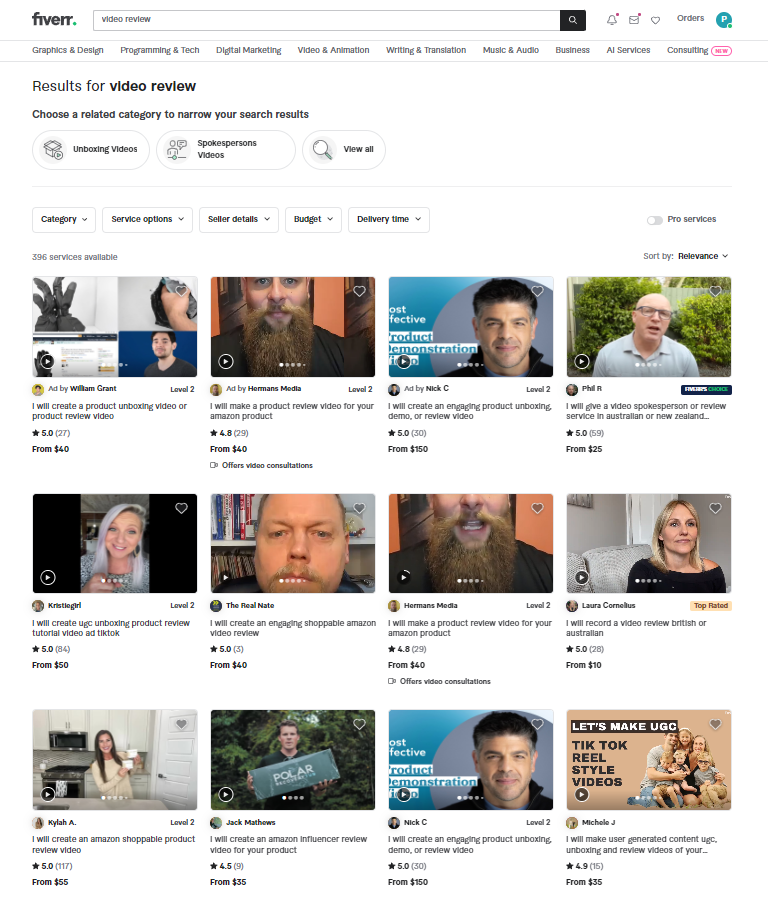 fiverr.
video review
Orders
P
Graphics & Design
Programming & Tech
Digital Marketing
Video & Animation
Writing & Translation
Music & Audio
Business
AI Services
Consulting NEW
Results for video review
Choose a related category to narrow your search results
Unboxing Videos
Spokespersons
Videos
View all
Category
Service options
Seller details
Budget
Delivery time
Pro services
396 services available
Sort by: Relevance
ost
ffective
Product
Demonstration
Ad by William Grant
Level 2
I will create a product unboxing video or
product review video
5.0 (27)
From $40
Ad by Hermans Media
Level 2
I will make a product review video for your
amazon product
4.8 (29)
From $40
Offers video consultations
Ad by Nick C
Level 2
I will create an engaging product unboxing,
demo, or review video
5.0 (30)
From $150
Phil R
FIVERR'S CHOICE
I will give a video spokesperson or review
service in australian or new zealand...
5.0 (59)
From $25
Kristiegirl
Level 2
I will create ugc unboxing product review
tutorial video ad tiktok
5.0 (84)
From $50
The Real Nate
I will create an engaging shoppable amazon
video review
5.0 (3)
From $40
Hermans Media
Level 2
I will make a product review video for your
amazon product
4.8 (29)
From $40
Offers video consultations
Laura Cornelius
Top Rated
I will record a video review british or
australian
5.0 (28)
From $10
POLAR
ost
ffective
Product
Demonstration
LET'S MAKE UGC
TIK TOK
REEL
STYLE
VIDEOS
Kylah A.
Level 2
I will create an amazon shoppable product
review video
5.0 (117)
From $55
Jack Mathews
I will create an amazon influencer review
video for your product
4.5 (9)
From $35
Nick C
Level 2
I will create an engaging product unboxing,
demo, or review video
5.0 (30)
From $150
Michele J
I will make user generated content ugc,
unboxing and review videos of your...
4.9 (15)
From $35